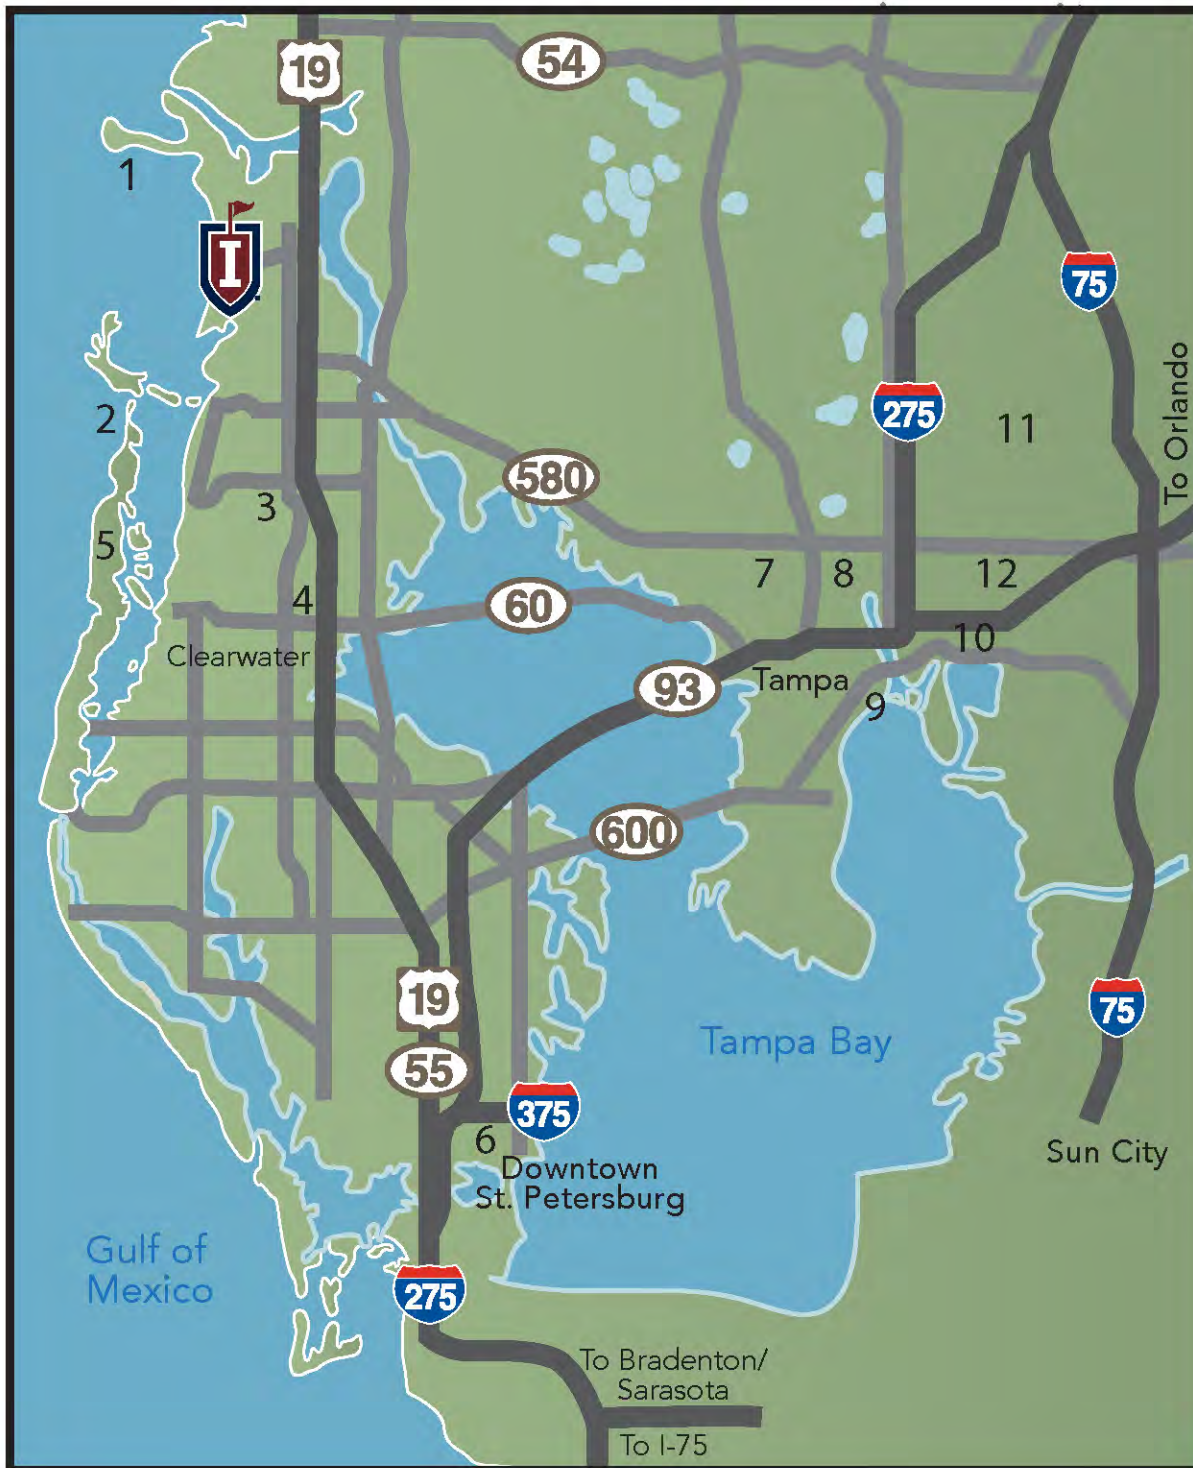 54
19
1
I
75
To Orlando
275
2
11
580
3
5
7
8
12
4
60
10
Clearwater
93
Tampa
9
600
19
75
Tampa Bay
55
375
6
Sun City
Downtown
St. Petersburg
Gulf of
Mexico
275
To Bradenton/
Sarasota
To I-75